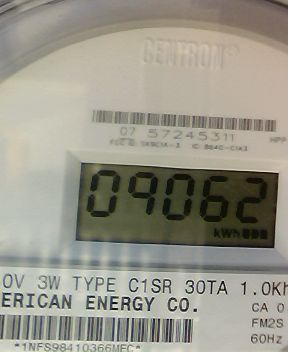 CENTRON®
07 57245311
09062
kWh
0V 3W TYPE C1SR 30TA 1.0Kh
ERICAN ENERGY CO.
CA 0
FM2S
60Hz
*1NFS98410366MEC*